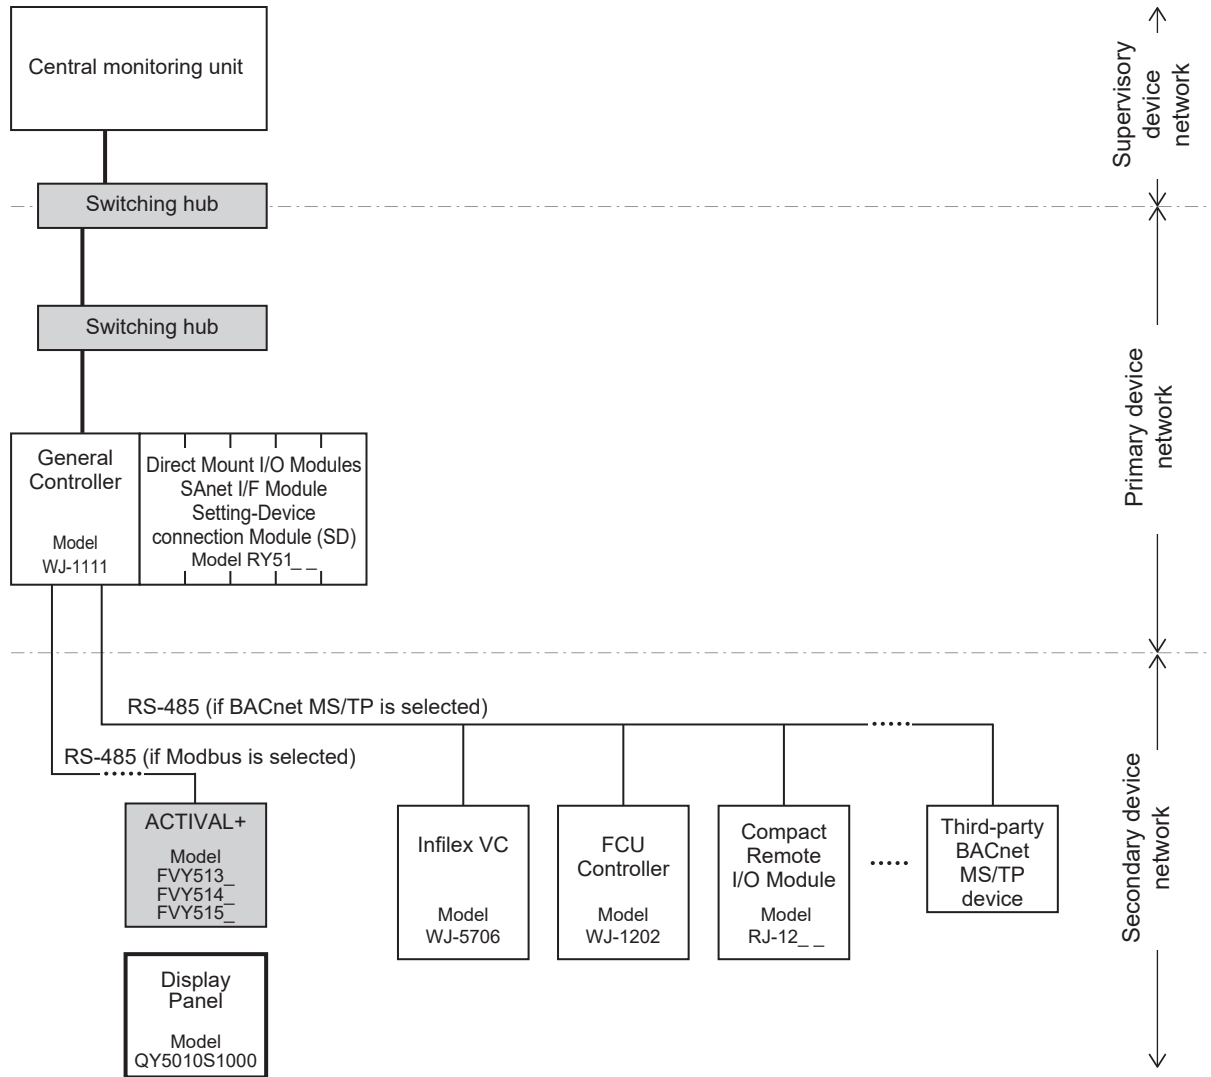 Central monitoring unit
Supervisory
device
network
Switching hub
Switching hub
Primary device
network
General
Controller
Model
WJ-1111
Direct Mount I/O Modules
SAnet I/F Module
Setting-Device
connection Module (SD)
Model RY51_ _
RS-485 (if BACnet MS/TP is selected)
RS-485 (if Modbus is selected)
ACTIVAL+
Model
FVY513_
FVY514_
FVY515_
Infilex VC
Model
WJ-5706
FCU
Controller
Model
WJ-1202
Compact
Remote
I/O Module
Model
RJ-12_ _
Third-party
BACnet
MS/TP
device
Secondary device
network
Display
Panel
Model
QY5010S1000